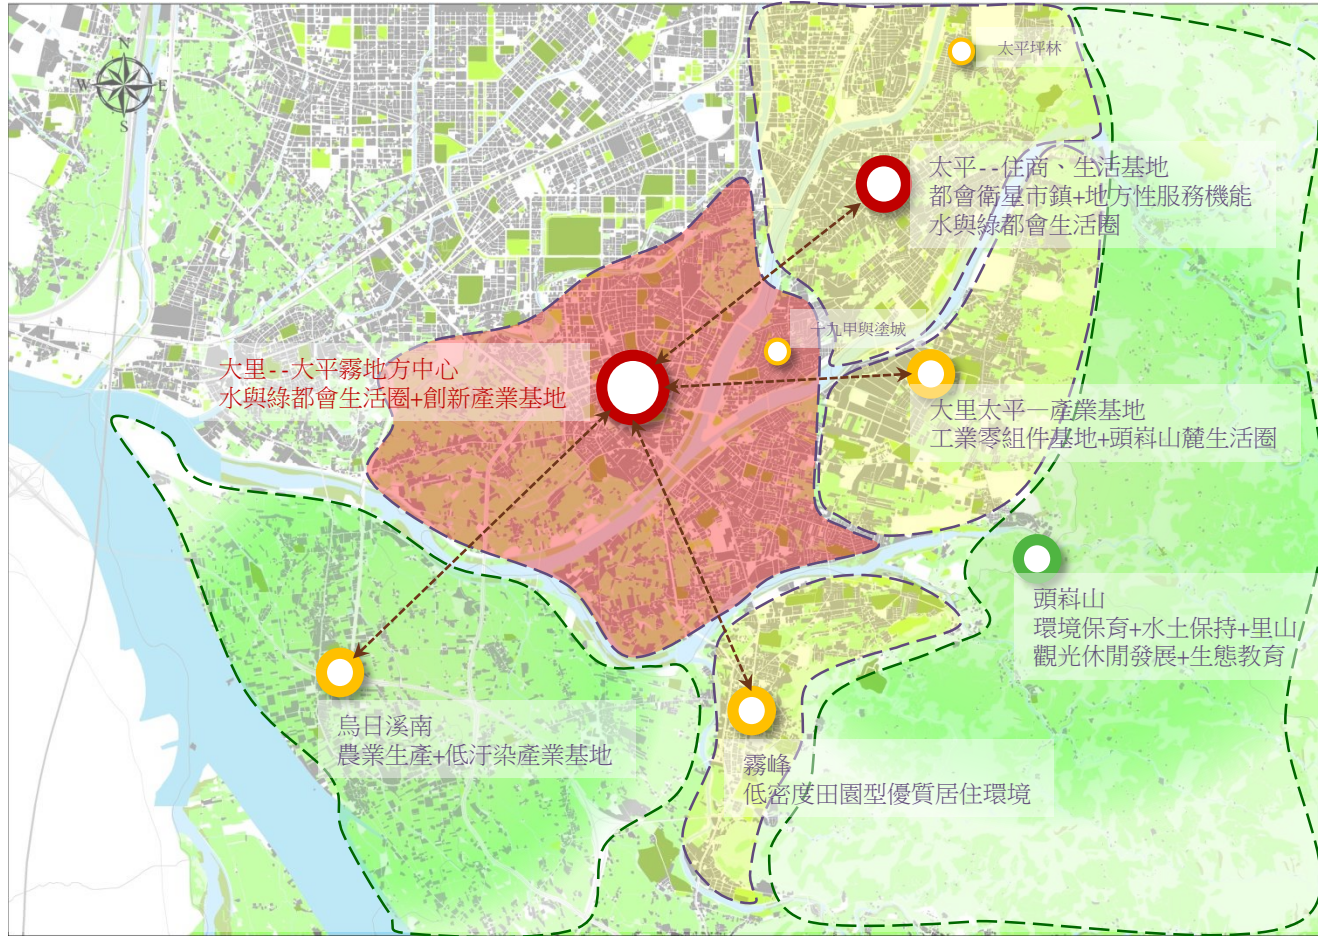 N
W
E
S
太平坪林
太平--住商、生活基地
都會衛星市鎮+地方性服務機能
水與綠都會生活圈
十九甲與塗城
大里--大平霧地方中心
水與綠都會生活圈+創新產業基地
大里太平—產業基地
工業零組件基地+頭嵙山麓生活圈
頭嵙山
環境保育+水土保持+里山
觀光休閒發展+生態教育
烏日溪南
農業生產+低汙染產業基地
霧峰
低密度田園型優質居住環境